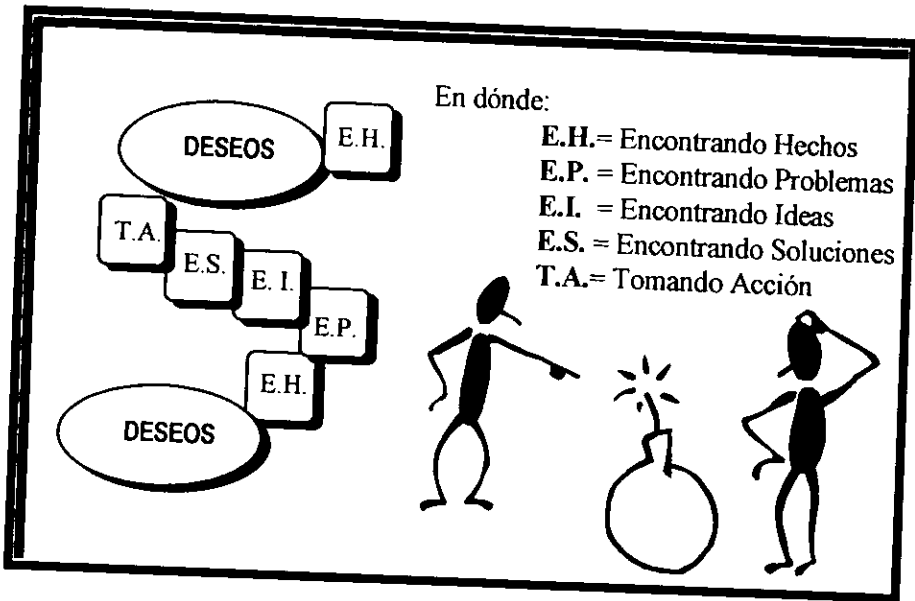 En dónde:
E.H.= Encontrando Hechos
E.P. = Encontrando Problemas
E.I. = Encontrando Ideas
E.S. = Encontrando Soluciones
T.A.= Tomando Acción
DESEOS
E.H.
T.A.
E.S.
E. I.
E.P.
E.H.
DESEOS